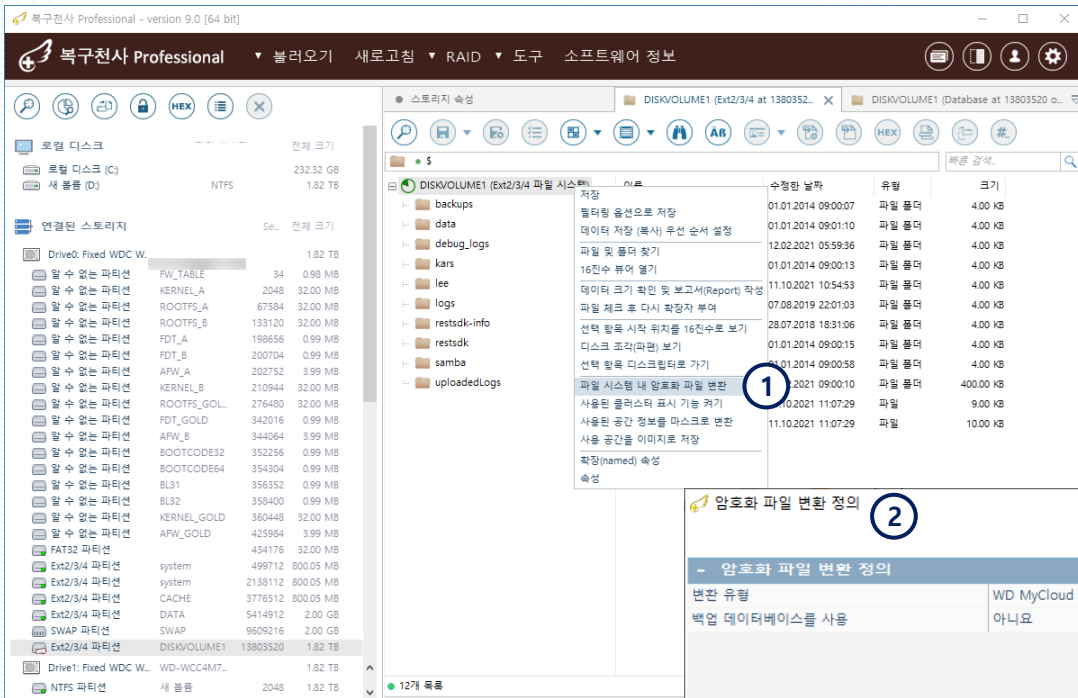 복구천사 Professional - version 9.0 [64 bit]
복구천사 Professional ▼ 불러오기 새로고침 ▼ RAID ▼ 도구 소프트웨어 정보
HEX
로컬 디스크 전체 크기
로컬 디스크 (C:) 232.32 GB
새 볼륨 (D:) NTFS 1.82 TB
연결된 스토리지 Se... 전체 크기
Drive0: Fixed WDC W... 1.82 TB
알 수 없는 파티션 FW_TABLE 34 0.98 MB
알 수 없는 파티션 KERNEL_A 2048 32.00 MB
알 수 없는 파티션 ROOTFS_A 67584 32.00 MB
알 수 없는 파티션 ROOTFS_B 133120 32.00 MB
알 수 없는 파티션 FDT_A 198656 0.99 MB
알 수 없는 파티션 FDT_B 200704 0.99 MB
알 수 없는 파티션 AFW_A 202752 3.99 MB
알 수 없는 파티션 KERNEL_B 210944 32.00 MB
알 수 없는 파티션 ROOTFS_GOL... 276480 32.00 MB
알 수 없는 파티션 FDT_GOLD 342016 0.99 MB
알 수 없는 파티션 AFW_B 344064 3.99 MB
알 수 없는 파티션 BOOTCODE32 352256 0.99 MB
알 수 없는 파티션 BOOTCODE64 354304 0.99 MB
알 수 없는 파티션 BL31 356352 0.99 MB
알 수 없는 파티션 BL32 358400 0.99 MB
알 수 없는 파티션 KERNEL_GOLD 360448 32.00 MB
알 수 없는 파티션 AFW_GOLD 425984 3.99 MB
FAT32 파티션 434176 32.00 MB
Ext2/3/4 파티션 system 499712 800.05 MB
Ext2/3/4 파티션 system 2138112 800.05 MB
Ext2/3/4 파티션 CACHE 3776512 800.05 MB
Ext2/3/4 파티션 DATA 5414912 2.00 GB
SWAP 파티션 SWAP 9609216 2.00 GB
Ext2/3/4 파티션 DISKVOLUME1 13803520 1.82 TB
Drive1: Fixed WDC W... WD-WCC4M7... 1.82 TB
NTFS 파티션 새 볼륨 2048 1.82 TB
스토리지 속성 DISKVOLUME1 (Ext2/3/4 at 1380352... DISKVOLUME1 (Database at 13803520 o...
ÁB HEX #
$ 빠른 검색...
DISKVOLUME1 (Ext2/3/4 파일 시스템) 이름 수정한 날짜 유형 크기
backups
data
debug_logs
kars
lee
logs
restsdk-info
restsdk
samba
uploadedLogs
저장
필터링 옵션으로 저장
데이터 저장 (복사) 우선 순서 설정
파일 및 폴더 찾기
16진수 뷰어 열기
데이터 크기 확인 및 보고서(Report) 작성
파일 체크 후 다시 확장자 부여
선택 항목 시작 위치를 16진수로 보기
디스크 조각(파편) 보기
선택 항목 디스크립터로 가기
파일 시스템 내 암호화 파일 변환
사용된 클러스터 표시 기능 켜기
사용된 공간 정보를 마스크로 변환
사용 공간을 이미지로 저장
확장(named) 속성
속성
1
01.01.2014 09:00:07 파일 폴더 4.00 KB
01.01.2014 09:01:10 파일 폴더 4.00 KB
12.02.2021 05:59:36 파일 폴더 4.00 KB
01.01.2014 09:00:13 파일 폴더 4.00 KB
11.10.2021 10:54:53 파일 폴더 4.00 KB
07.08.2019 22:01:03 파일 폴더 4.00 KB
28.07.2018 18:31:06 파일 폴더 4.00 KB
01.01.2014 09:00:15 파일 폴더 4.00 KB
01.01.2014 09:00:58 파일 폴더 4.00 KB
2.2021 09:00:10 파일 폴더 400.00 KB
10.2021 11:07:29 파일 9.00 KB
11.10.2021 11:07:29 파일 10.00 KB
암호화 파일 변환 정의
2
- 암호화 파일 변환 정의
변환 유형 WD MyCloud
백업 데이터베이스를 사용 아니요
12개 목록